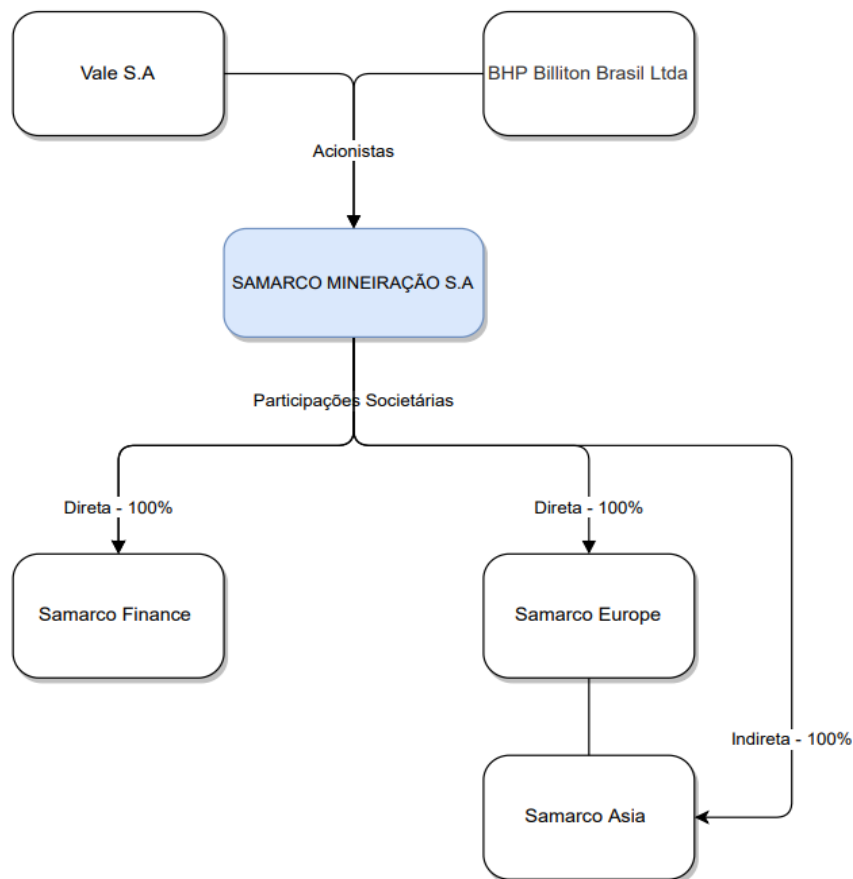 Vale S.A
BHP Billiton Brasil Ltda
Acionistas
SAMARCO MINEIRAÇÃO S.A
Participações Societárias
Direta - 100%
Direta - 100%
Samarco Finance
Samarco Europe
Indireta - 100%
Samarco Asia